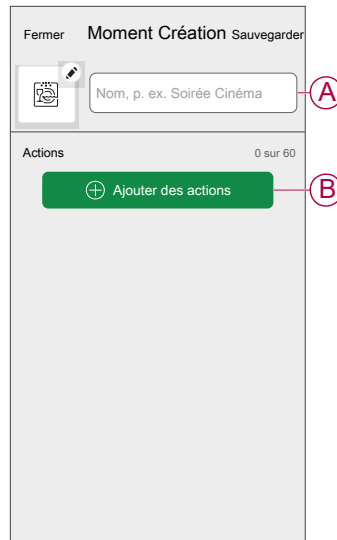 Fermer Moment Création Sauvegarder
Nom, p. ex. Soirée Cinéma
A
Actions 0 sur 60
Ajouter des actions
B